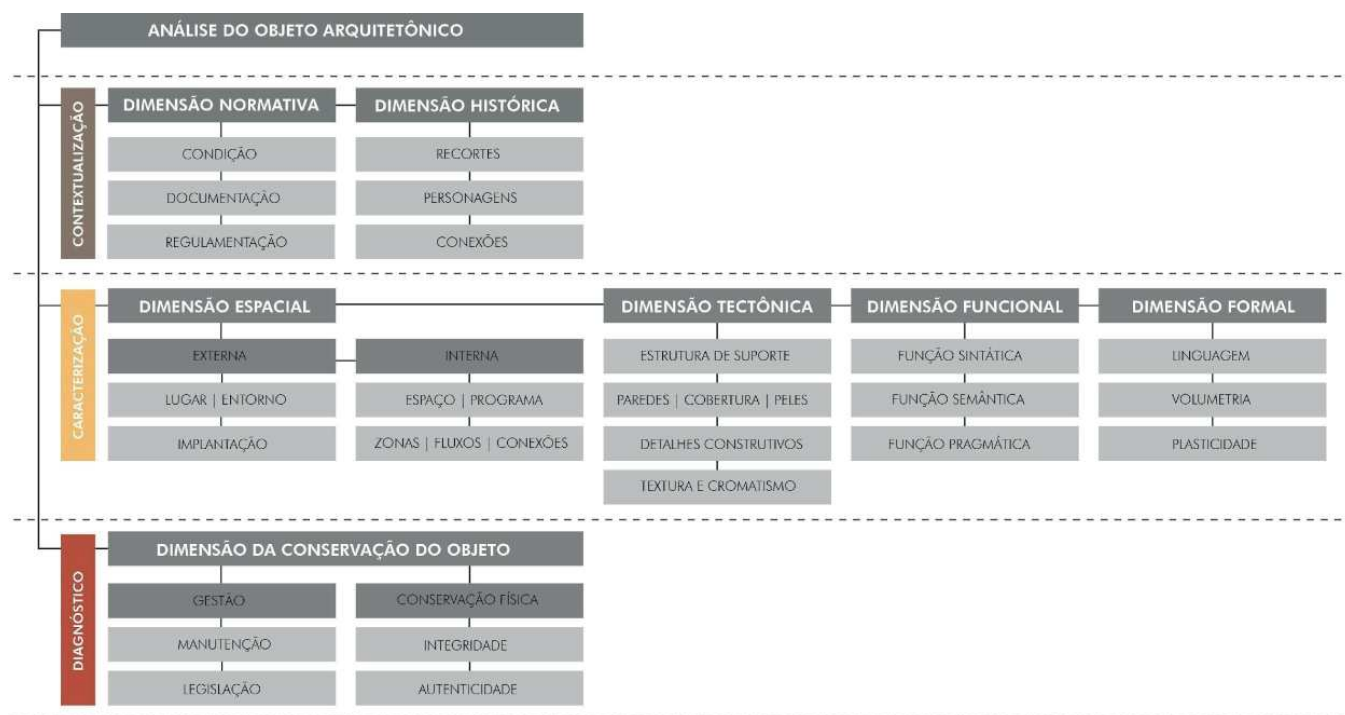 ANÁLISE DO OBJETO ARQUITETÔNICO
CONTEXTUALIZAÇÃO
DIMENSÃO NORMATIVA
CONDIÇÃO
DOCUMENTAÇÃO
REGULAMENTAÇÃO
DIMENSÃO HISTÓRICA
RECORTES
PERSONAGENS
CONEXÕES
CARACTERIZAÇÃO
DIMENSÃO ESPACIAL
EXTERNA
LUGAR | ENTORNO
IMPLANTAÇÃO
INTERNA
ESPAÇO | PROGRAMA
ZONAS | FLUXOS | CONEXÕES
DIMENSÃO TECTÔNICA
ESTRUTURA DE SUPORTE
PAREDES | COBERTURA | PELES
DETALHES CONSTRUTIVOS
TEXTURA E CROMATISMO
DIMENSÃO FUNCIONAL
FUNÇÃO SINTÁTICA
FUNÇÃO SEMÂNTICA
FUNÇÃO PRAGMÁTICA
DIMENSÃO FORMAL
LINGUAGEM
VOLUMETRIA
PLASTICIDADE
DIAGNÓSTICO
DIMENSÃO DA CONSERVAÇÃO DO OBJETO
GESTÃO
MANUTENÇÃO
LEGISLAÇÃO
CONSERVAÇÃO FÍSICA
INTEGRIDADE
AUTENTICIDADE